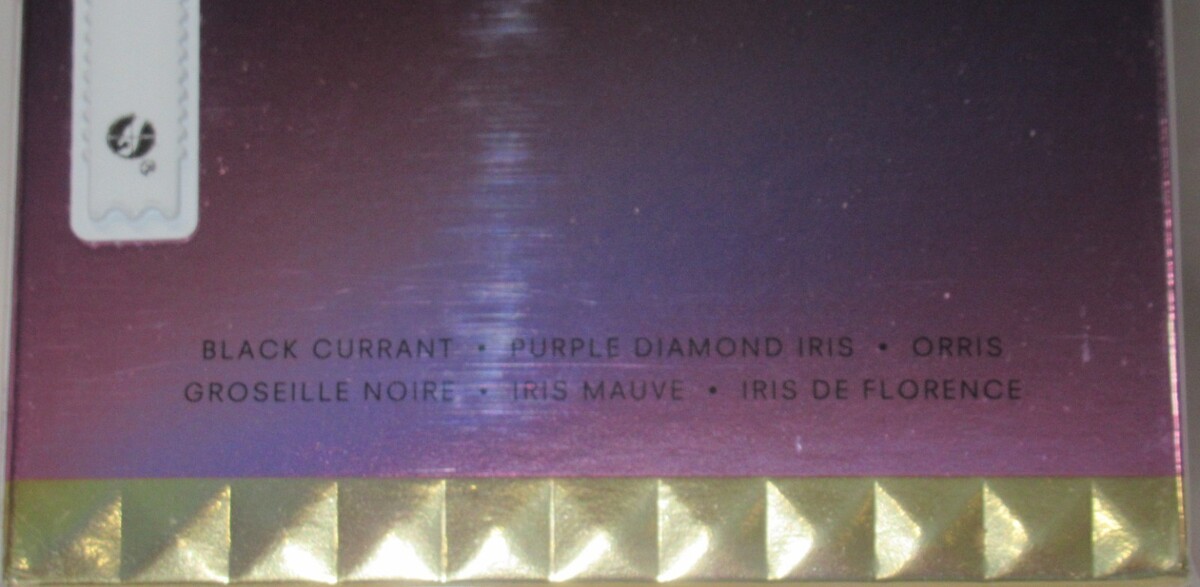 BLACK CURRANT • PURPLE DIAMOND IRIS • ORRIS
GROSEILLE NOIRE • IRIS MAUVE • IRIS DE FLORENCE